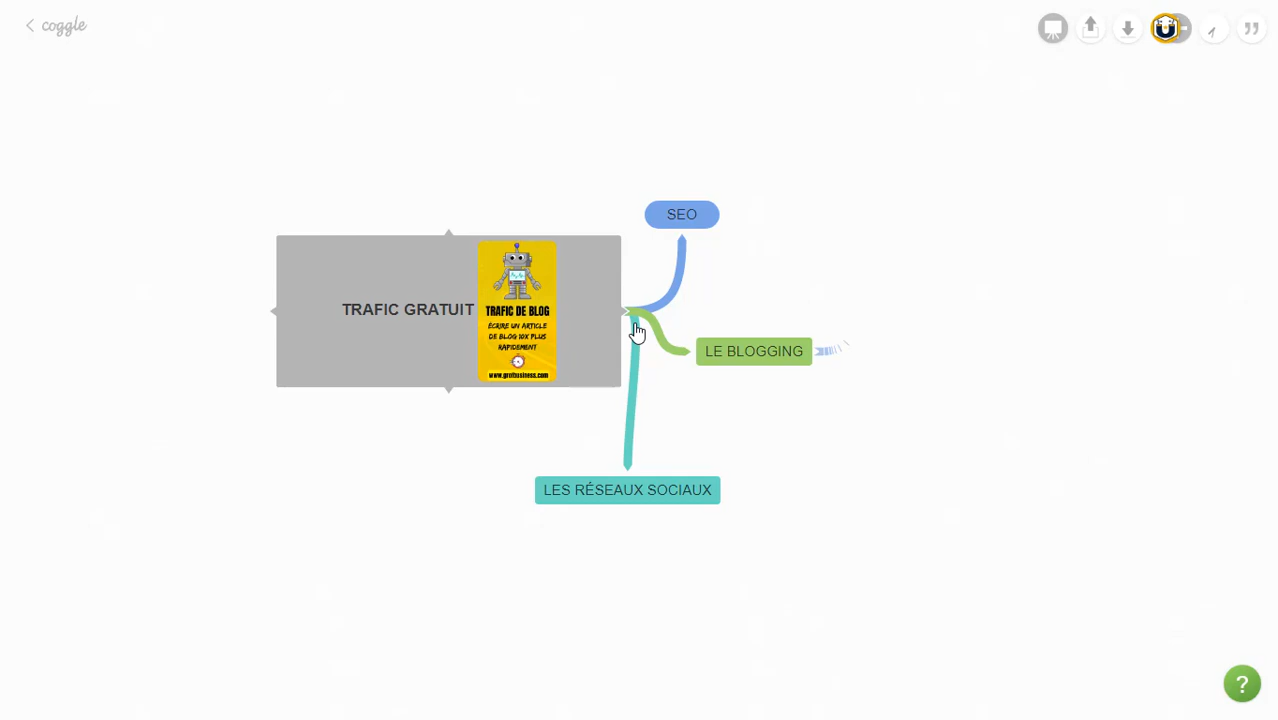 coggle
SEO
TRAFIC GRATUIT
TRAFIC DE BLOG
ÉCRIRE UN ARTICLE
DE BLOG 10X PLUS
RAPIDEMENT
www.grotbusiness.com
LE BLOGGING
LES RÉSEAUX SOCIAUX
?